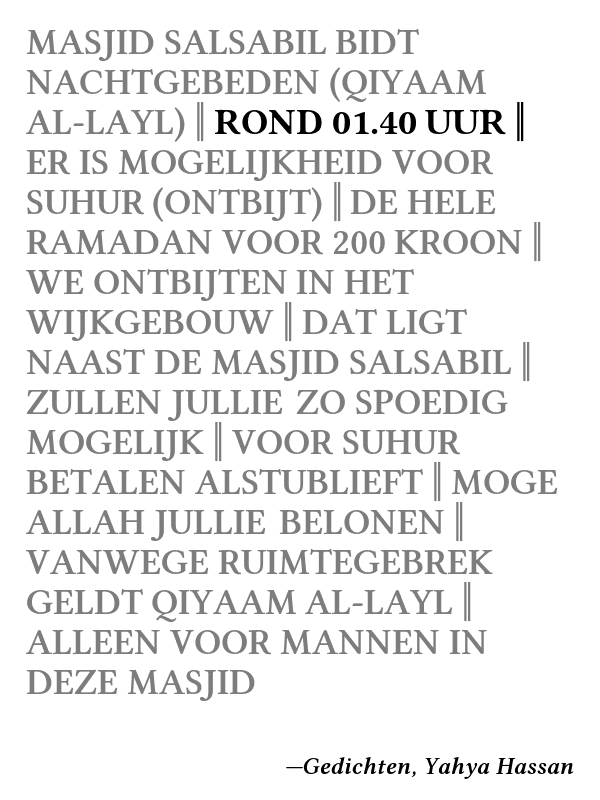 MASJID SALSABIL BIDT
NACHTGEBEDEN (QIYAAM
AL-LAYL) ‖ ROND 01.40 UUR ‖
ER IS MOGELIJKHEID VOOR
SUHUR (ONTBIJT) ‖ DE HELE
RAMADAN VOOR 200 KROON ‖
WE ONTBIJTEN IN HET
WIJKGEBOUW ‖ DAT LIGT
NAAST DE MASJID SALSABIL ‖
ZULLEN JULLIE ZO SPOEDIG
MOGELIJK ‖ VOOR SUHUR
BETALEN ALSTUBLIEFT ‖ MOGE
ALLAH JULLIE BELONEN ‖
VANWEGE RUIMTEGEBREK
GELDT QIYAAM AL-LAYL ‖
ALLEEN VOOR MANNEN IN
DEZE MASJID
—Gedichten, Yahya Hassan